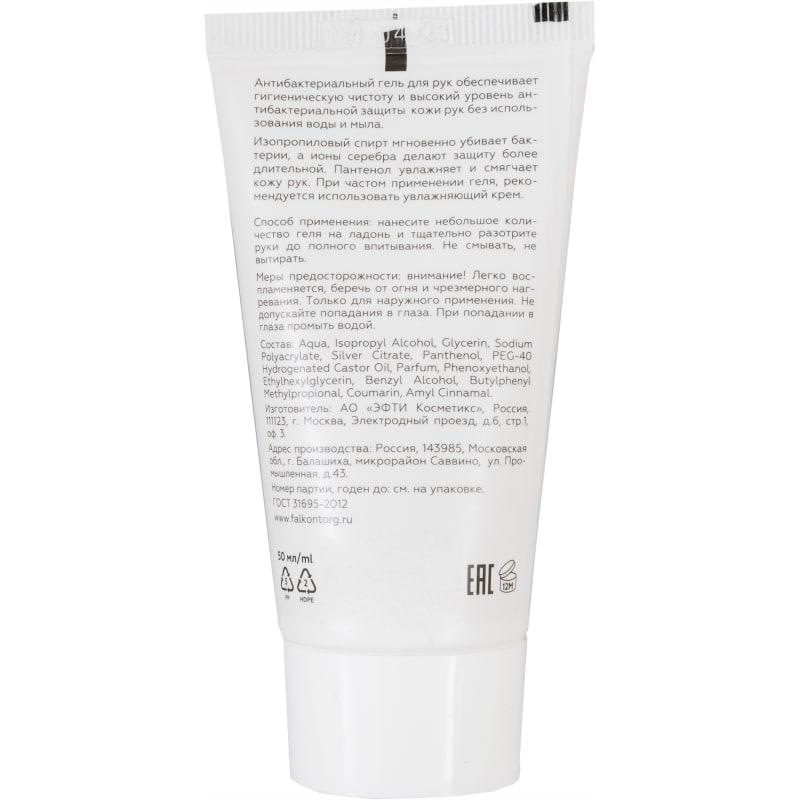 Антибактериальный гель для рук обеспечивает
гигиеническую чистоту и высокий уровень ан-
тибактериальной защиты кожи рук без исполь-
зования воды и мыла.
Изопропиловый спирт мгновенно убивает бак-
терии, а ионы серебра делают защиту более
длительной. Пантенол увлажняет и смягчает
кожу рук. При частом применении геля, реко-
мендуется использовать увлажняющий крем.
Способ применения: нанесите небольшое коли-
чество геля на ладонь и тщательно разотрите
руки до полного впитывания. Не смывать, не
вытирать.
Меры предосторожности: внимание! Легко вос-
пламеняется, беречь от огня и чрезмерного наг-
ревания. Только для наружного применения. Не
допускайте попадания в глаза. При попадании в
глаза промыть водой.
Состав: Aqua, Isopropyl Alcohol, Glycerin, Sodium
Polyacrylate, Silver Citrate, Panthenol, PEG-40
Hydrogenated Castor Oil, Parfum, Phenoxyethanol,
Ethylhexylglycerin, Benzyl Alcohol, Butylphenyl
Methylpropional, Coumarin, Amyl Cinnamal.
Изготовитель: АО «ЭФТИ Косметикс», Россия,
111123, г. Москва, Электродный проезд, д.6, стр.1,
оф. 3.
Адрес производства: Россия, 143985, Московская
обл., г. Балашиха, микрорайон Саввино, ул. Про-
мышленная, д.43.
Номер партии, годен до: см. на упаковке.
ГОСТ 31695-2012
www.falkontorg.ru
50 мл/ml
5
PP
2
HDPE
EAC
12M